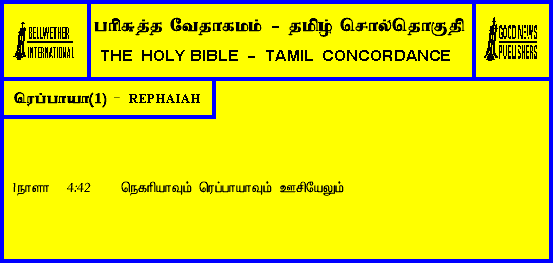 BELLWETHER
INTERNATIONAL
பரிசுத்த வேதாகமம் - தமிழ் சொல்தொகுதி
THE HOLY BIBLE - TAMIL CONCORDANCE
GOOD NEWS
PUBLISHERS
ரெப்பாயா(1) - REPHAIAH
1நாளா 4:42 நெகரியாவும் ரெப்பாயாவும் ஊசியேலும்